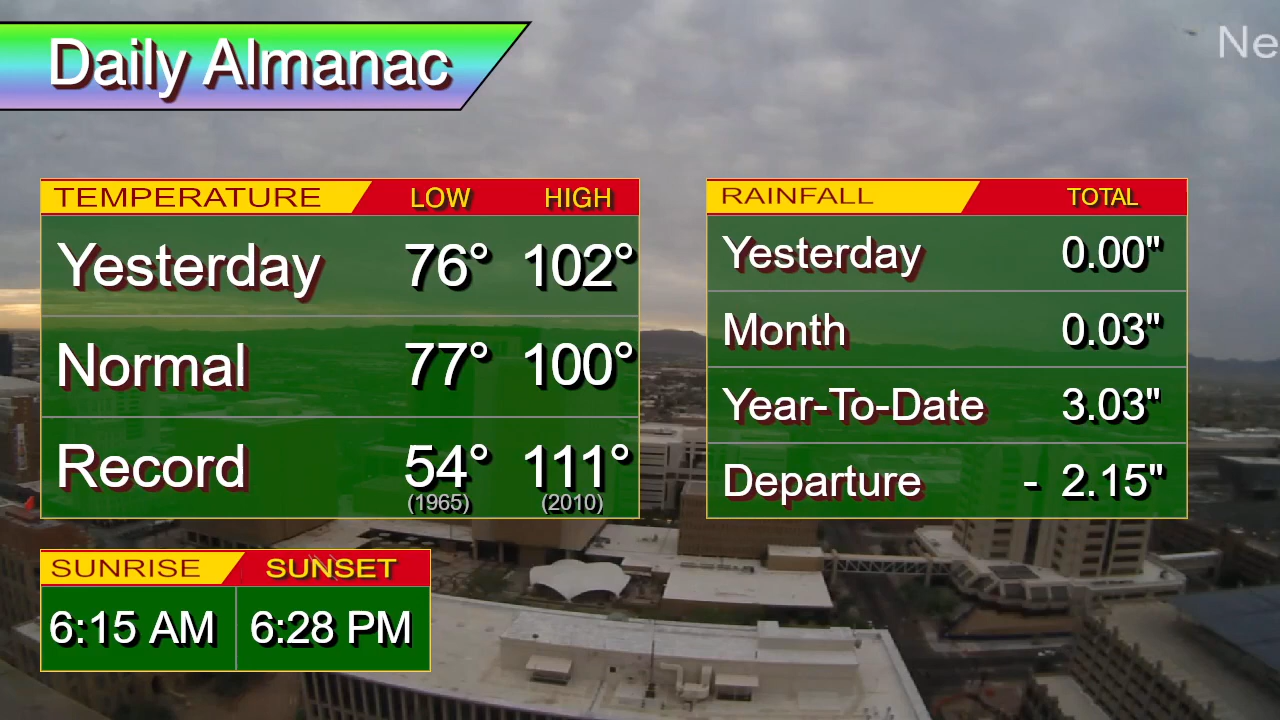 Daily Almanac
Ne
TEMPERATURE LOW HIGH
Yesterday 76° 102°
Normal 77° 100°
Record 54° 111°
(1965) (2010)
RAINFALL TOTAL
Yesterday 0.00"
Month 0.03"
Year-To-Date 3.03"
Departure - 2.15"
SUNRISE SUNSET
6:15 AM 6:28 PM